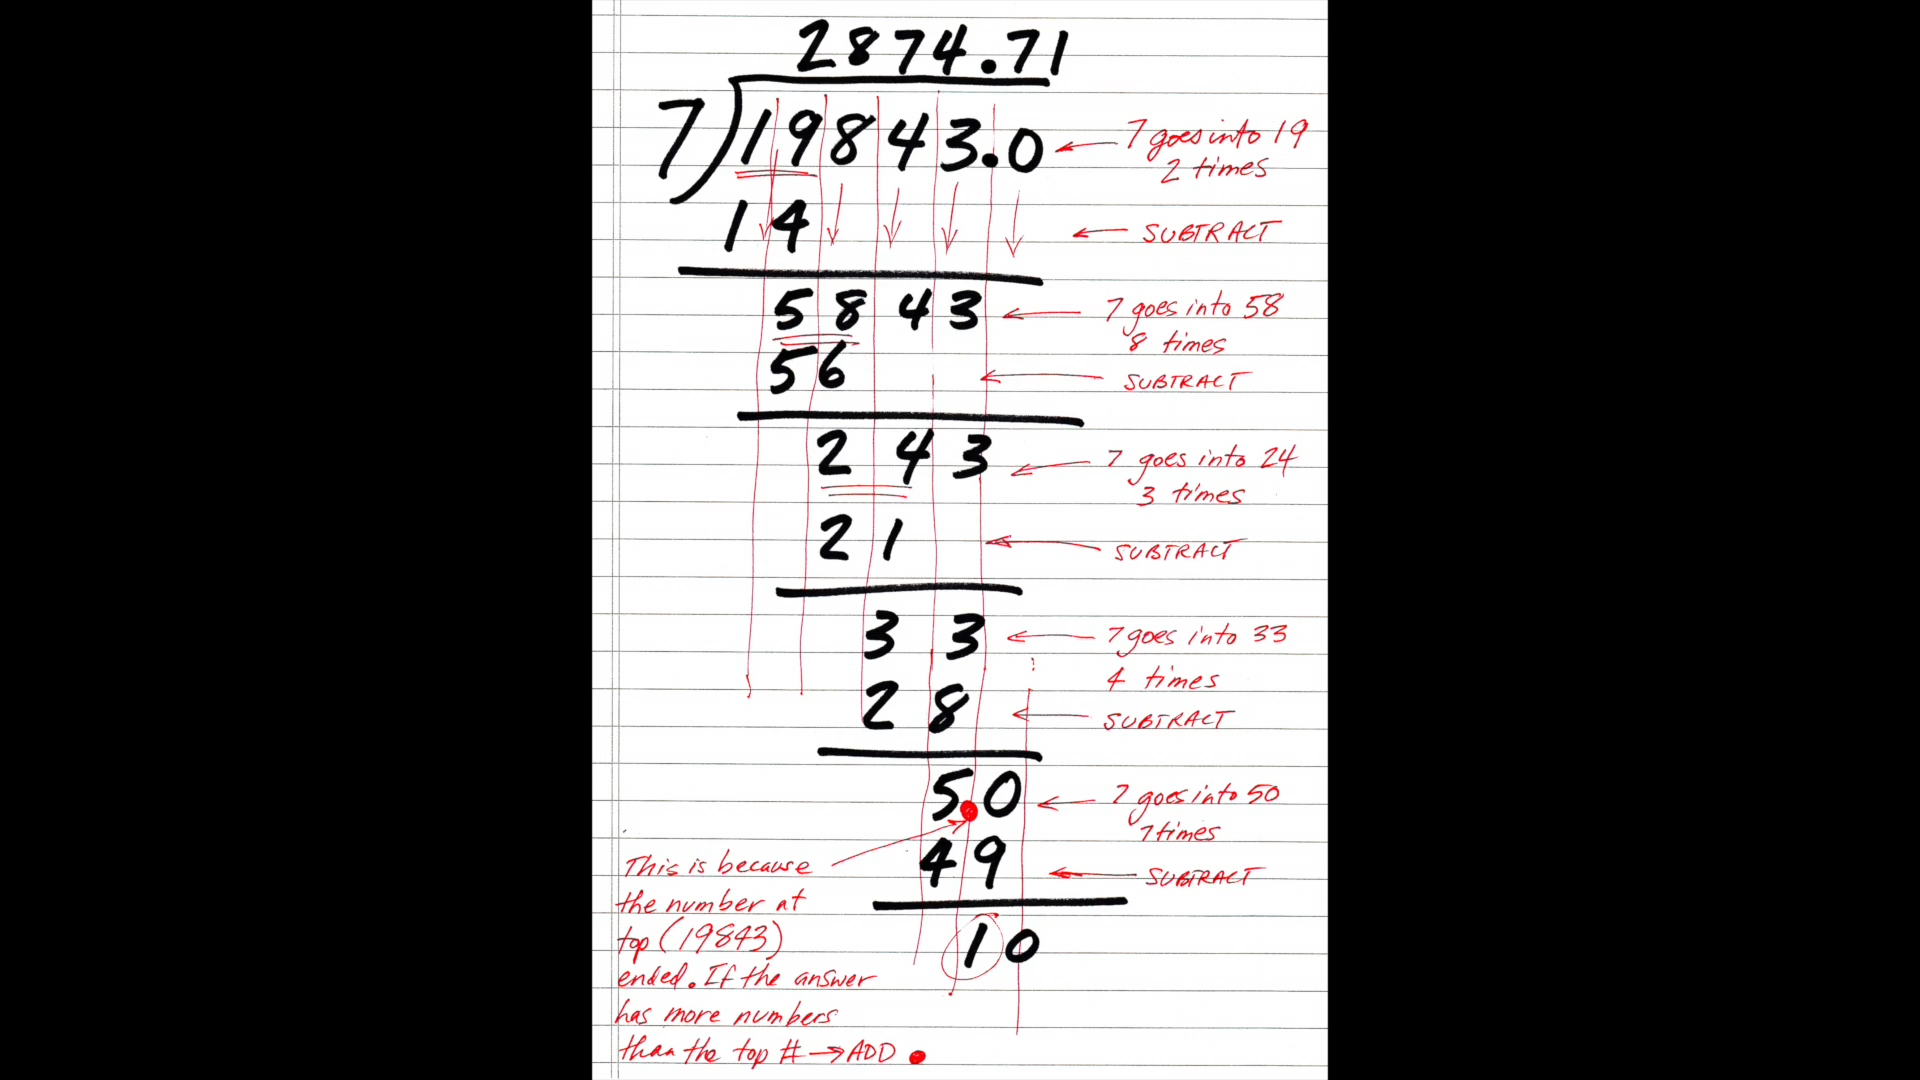 2874.71
7)19843.0
7 goes into 19
2 times
14
SUBTRACT
5843
7 goes into 58
8 times
56
SUBTRACT
243
7 goes into 24
3 times
21
SUBTRACT
33
7 goes into 33
4 times
28
SUBTRACT
5.0
7 goes into 50
7 times
49
SUBTRACT
10
This is because
the number at
top (19843)
ended. If the answer
has more numbers
than the top # → ADD •